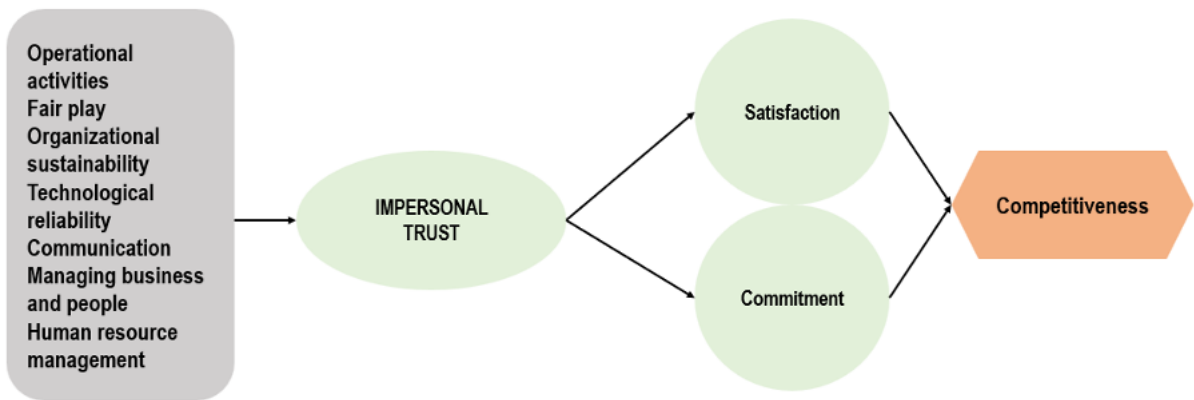 Operational
activities
Fair play
Organizational
sustainability
Technological
reliability
Communication
Managing business
and people
Human resource
management
IMPERSONAL
TRUST
Satisfaction
Commitment
Competitiveness